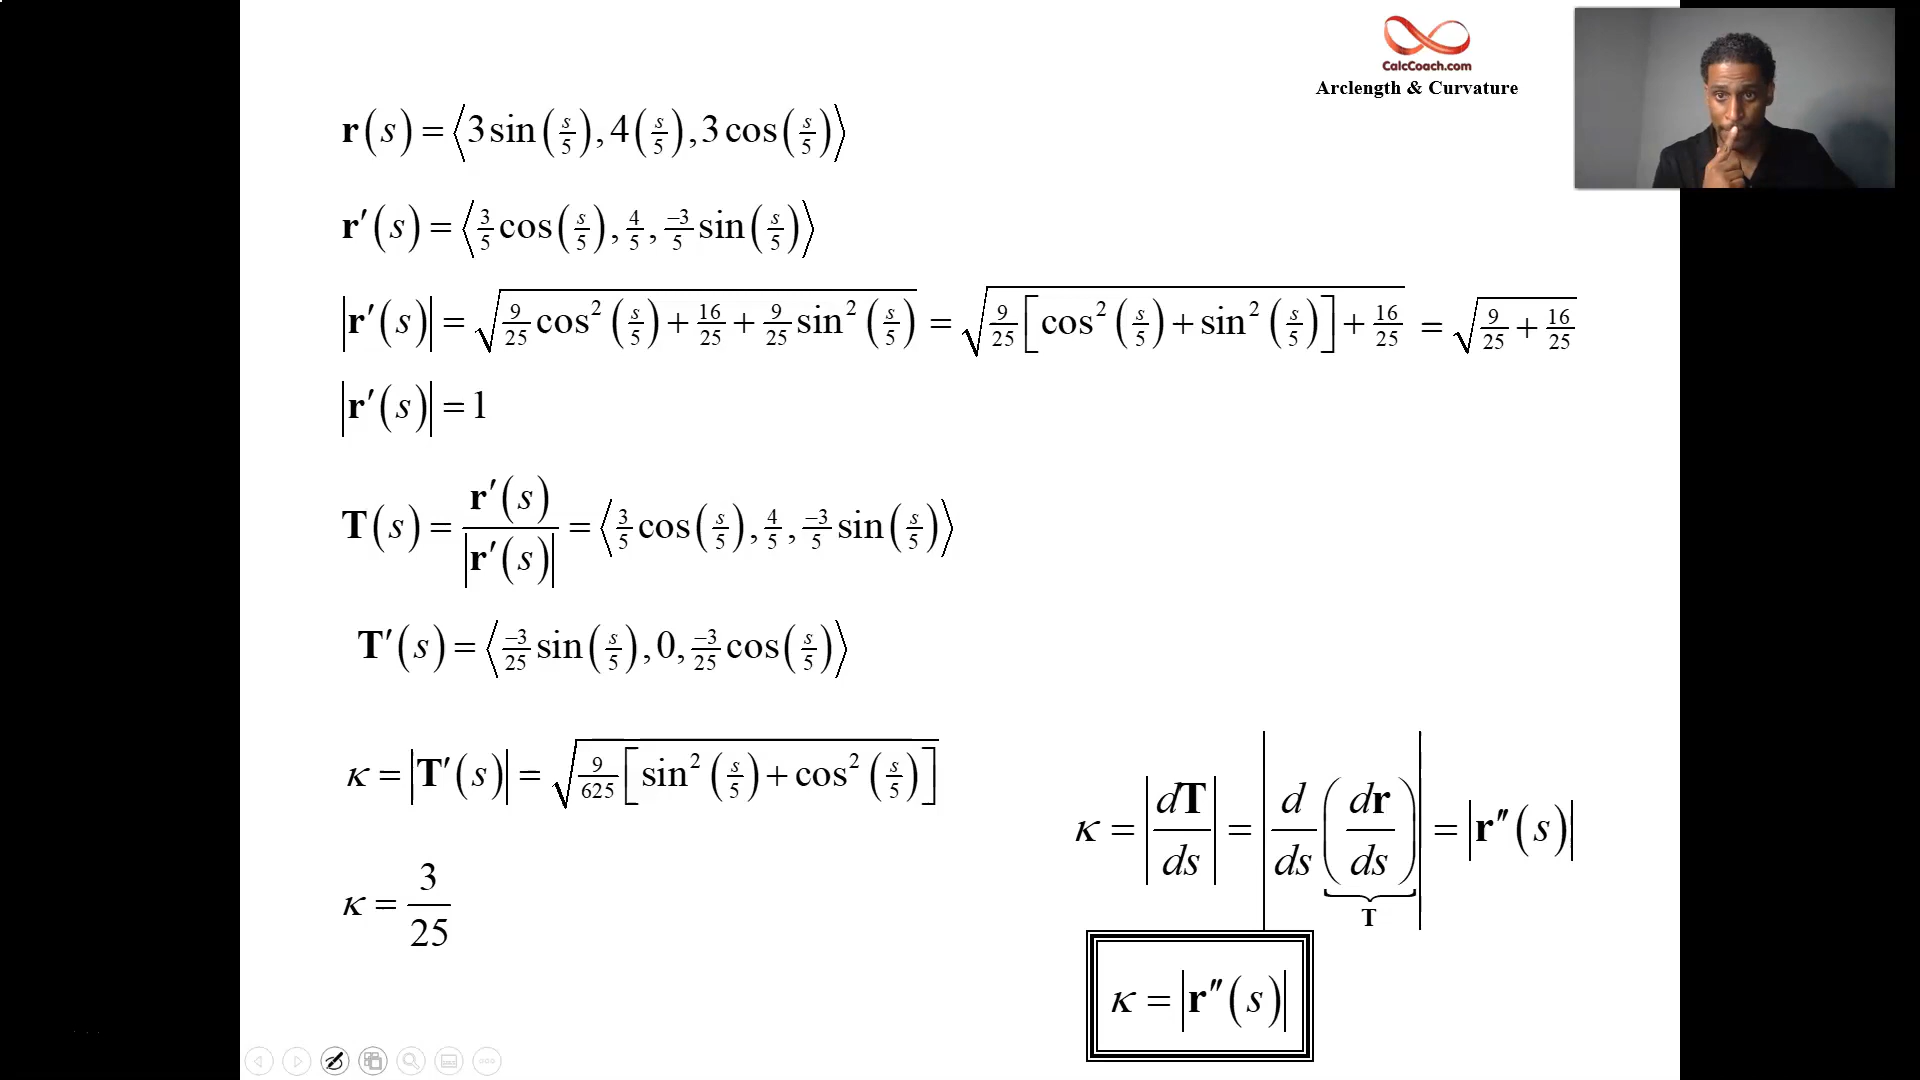 CalcCoach.com
Arclength & Curvature
r(s) = ⟨3 sin(s/5), 4(s/5), 3 cos(s/5)⟩
r′(s) = ⟨3/5 cos(s/5), 4/5, −3/5 sin(s/5)⟩
|r′(s)| = √(9/25 cos²(s/5) + 16/25 + 9/25 sin²(s/5)) = √(9/25 [cos²(s/5) + sin²(s/5)] + 16/25) = √(9/25 + 16/25)
|r′(s)| = 1
T(s) = r′(s)/|r′(s)| = ⟨3/5 cos(s/5), 4/5, −3/5 sin(s/5)⟩
T′(s) = ⟨−3/25 sin(s/5), 0, −3/25 cos(s/5)⟩
κ = |T′(s)| = √(9/625 [sin²(s/5) + cos²(s/5)])
κ = 3/25
κ = |dT/ds| = |d/ds (dr/ds)| = |r″(s)|
T
κ = |r″(s)|